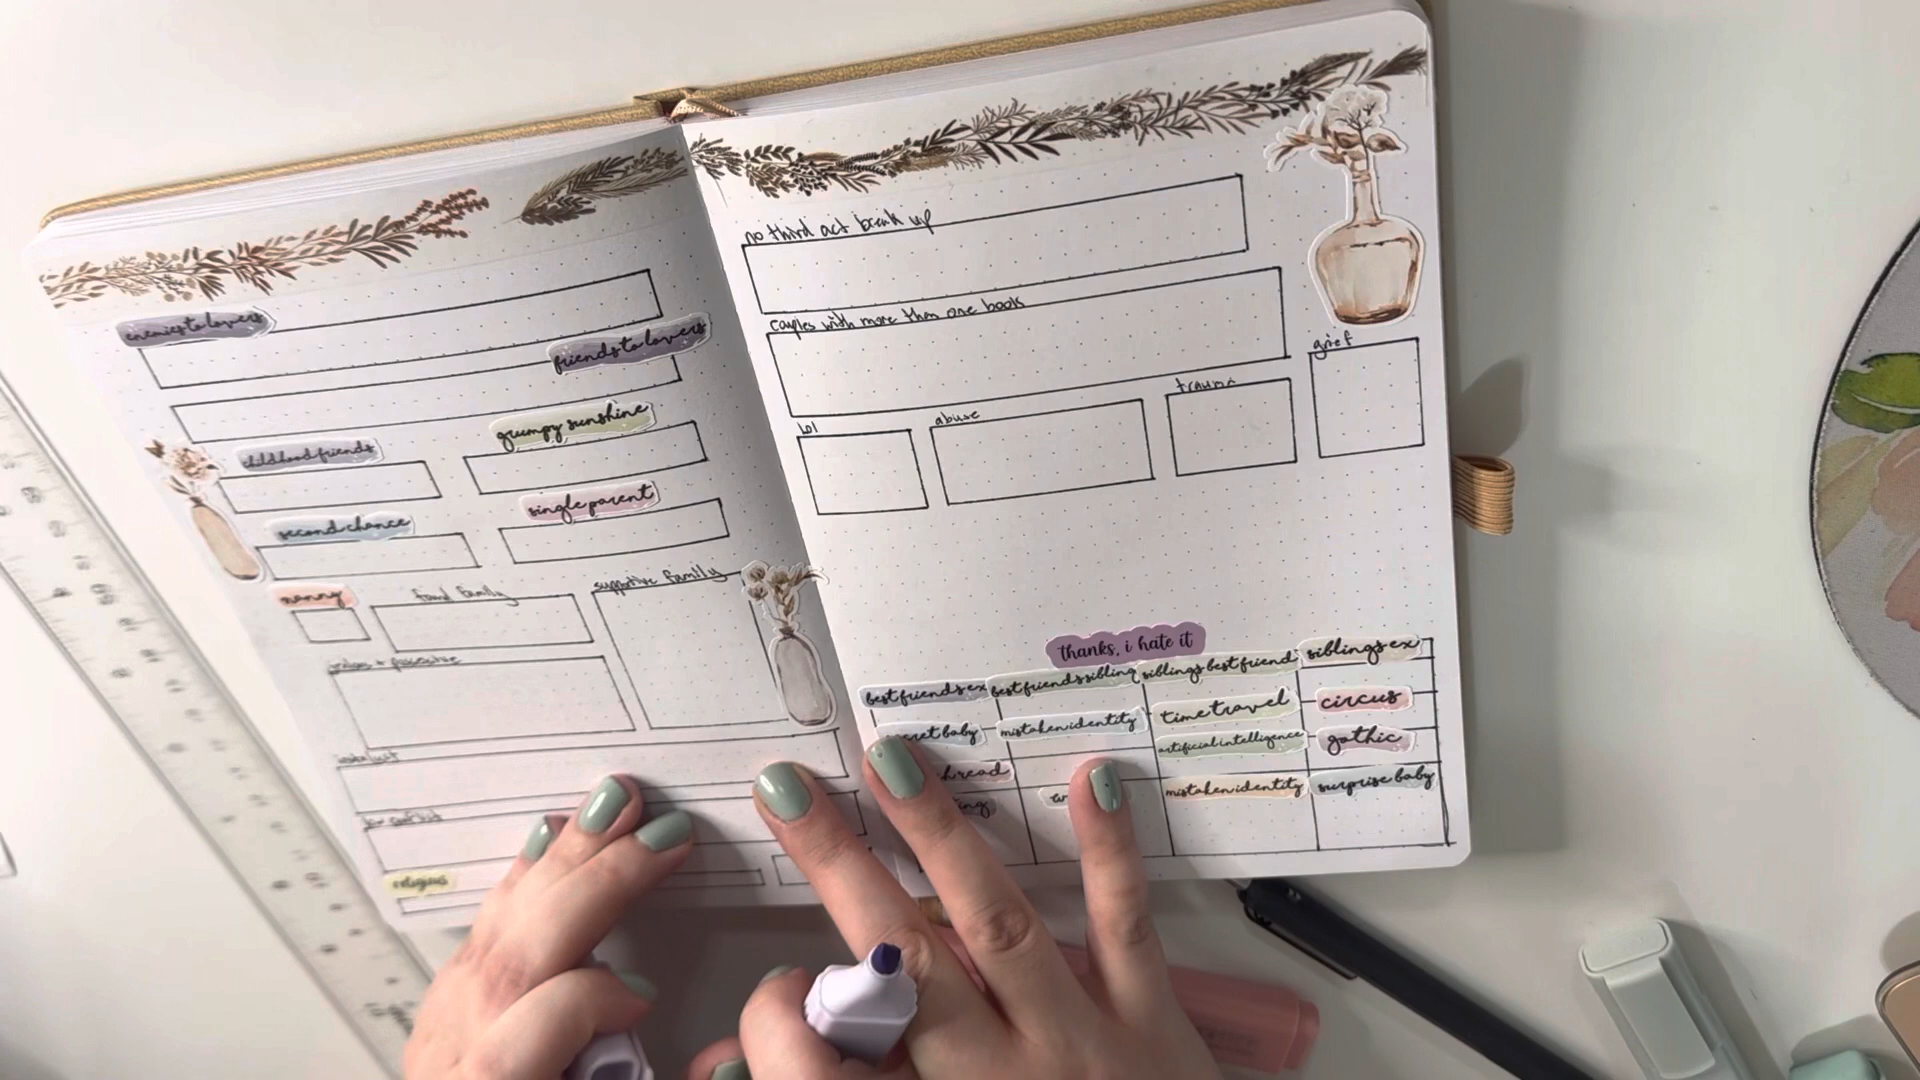 enemies to lovers
friends to lovers
childhood friends
grumpy sunshine
second chance
single parent
nanny
found family
supportive family
religious
no third act break up
couples with more than one book
lol
abuse
trauma
grief
thanks, i hate it
best friends ex
best friends sibling
siblings best friend
siblings ex
baby
mistaken identity
time travel
circus
artificial intelligence
gothic
mistaken identity
surprise baby